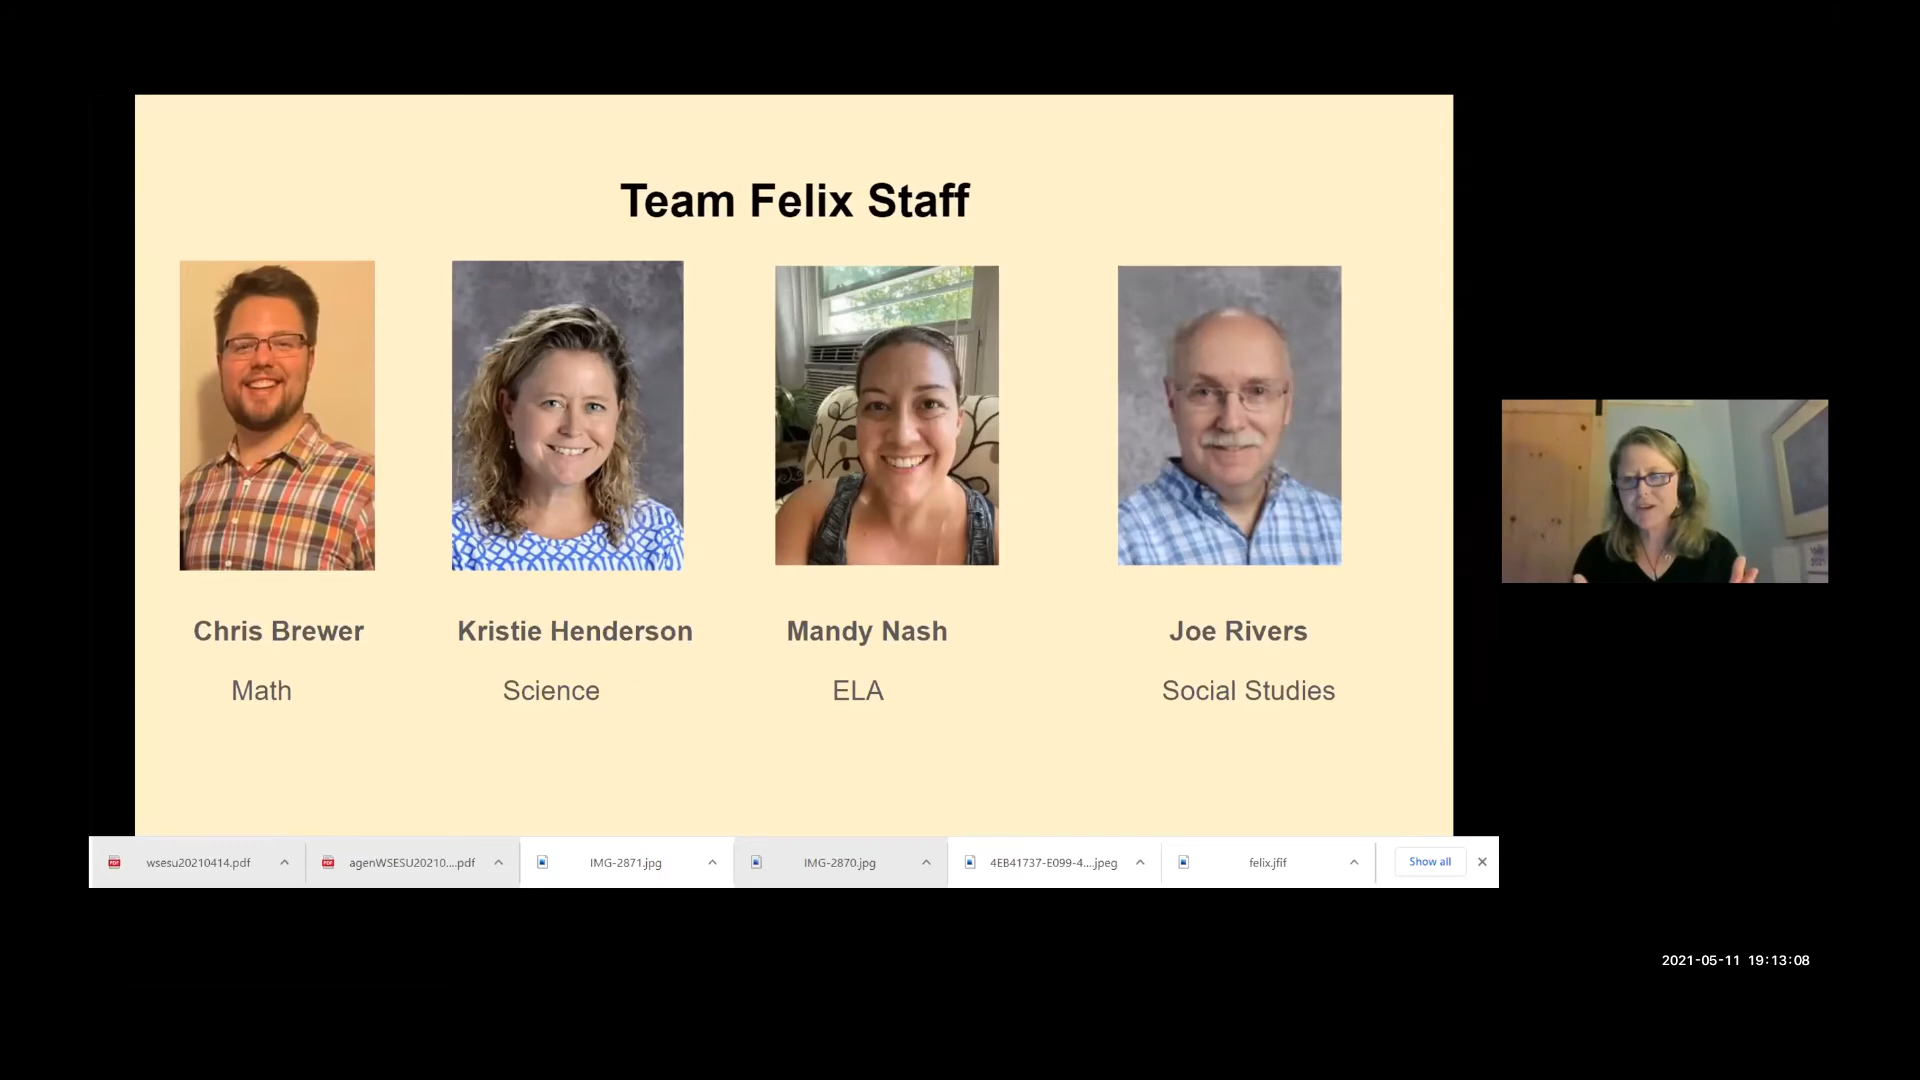 Team Felix Staff
Chris Brewer
Kristie Henderson
Mandy Nash
Joe Rivers
Math
Science
ELA
Social Studies
wsesu20210414.pdf
agenWSESU20210....pdf
IMG-2871.jpg
IMG-2870.jpg
4EB41737-E099-4....jpeg
felix.jfif
Show all
2021-05-11 19:13:08